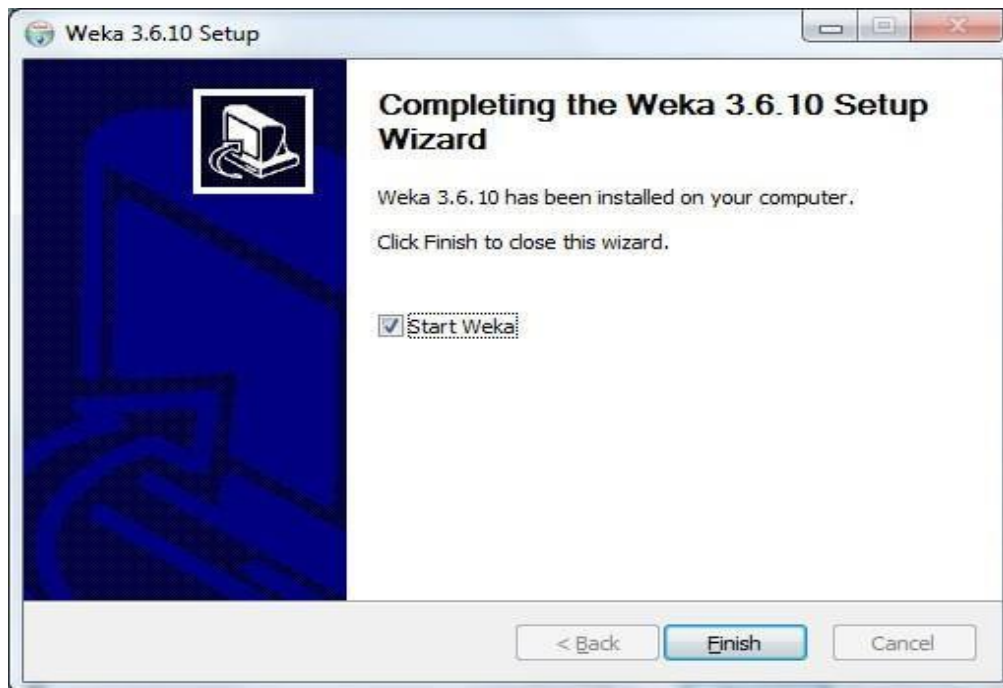 Weka 3.6.10 Setup
Completing the Weka 3.6.10 Setup
Wizard
Weka 3.6.10 has been installed on your computer.
Click Finish to close this wizard.
Start Weka
< Back
Finish
Cancel